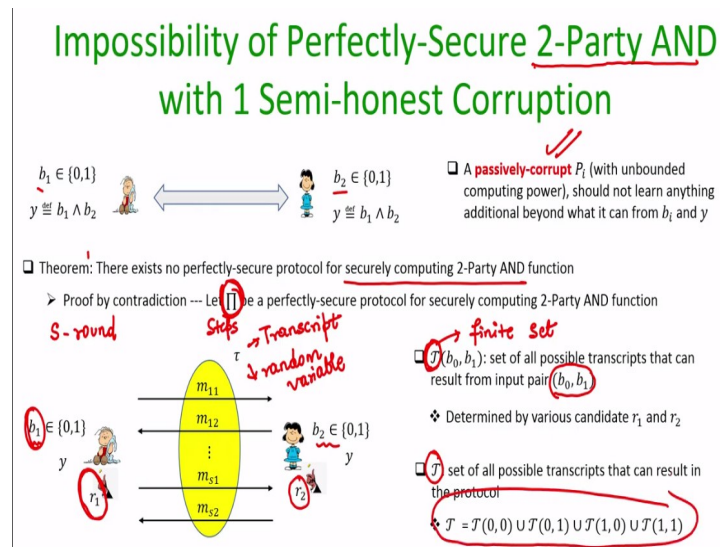 Impossibility of Perfectly-Secure 2-Party AND
with 1 Semi-honest Corruption
b₁ ∈ {0,1}
y ≝ b₁ ∧ b₂
b₂ ∈ {0,1}
y ≝ b₁ ∧ b₂
❑ A passively-corrupt Pᵢ (with unbounded
computing power), should not learn anything
additional beyond what it can from bᵢ and y
❑ Theorem: There exists no perfectly-secure protocol for securely computing 2-Party AND function
➢ Proof by contradiction --- Let ∏ be a perfectly-secure protocol for securely computing 2-Party AND function
S-round
Steps
→ Transcript
τ
↓ random
variable
m₁₁
m₁₂
⋮
mₛ₁
mₛ₂
b₁ ∈ {0,1}
y
r₁
b₂ ∈ {0,1}
y
r₂
→ finite set
❑ 𝒯(b₀, b₁): set of all possible transcripts that can
result from input pair (b₀, b₁)
❖ Determined by various candidate r₁ and r₂
❑ 𝒯 set of all possible transcripts that can result in
the protocol
❖ 𝒯 = 𝒯(0,0) ∪ 𝒯(0,1) ∪ 𝒯(1,0) ∪ 𝒯(1,1)